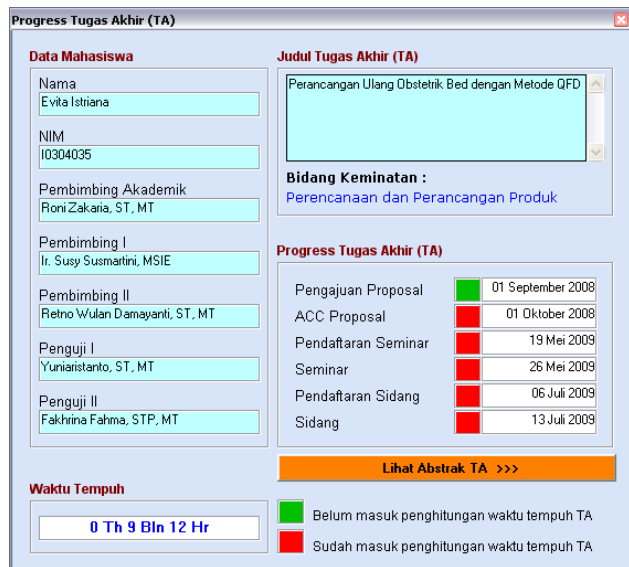 Progress Tugas Akhir (TA)
Data Mahasiswa
Nama
Evita Istriana
NIM
I0304035
Pembimbing Akademik
Roni Zakaria, ST, MT
Pembimbing I
Ir. Susy Susmartini, MSIE
Pembimbing II
Retno Wulan Damayanti, ST, MT
Penguji I
Yuniaristanto, ST, MT
Penguji II
Fakhrina Fahma, STP, MT
Waktu Tempuh
0 Th 9 Bln 12 Hr
Judul Tugas Akhir (TA)
Perancangan Ulang Obstetrik Bed dengan Metode QFD
Bidang Keminatan :
Perencanaan dan Perancangan Produk
Progress Tugas Akhir (TA)
Pengajuan Proposal 01 September 2008
ACC Proposal 01 Oktober 2008
Pendaftaran Seminar 19 Mei 2009
Seminar 26 Mei 2009
Pendaftaran Sidang 06 Juli 2009
Sidang 13 Juli 2009
Lihat Abstrak TA >>>
Belum masuk penghitungan waktu tempuh TA
Sudah masuk penghitungan waktu tempuh TA